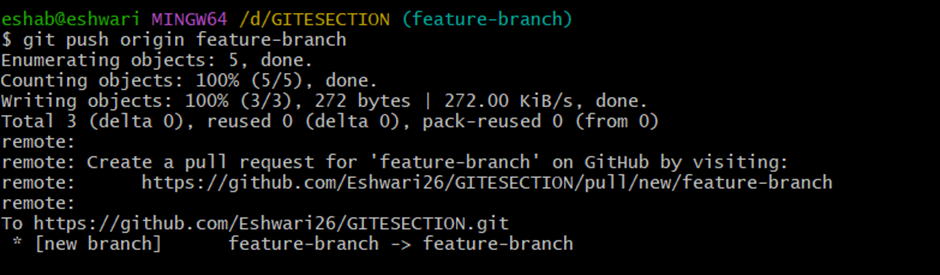 eshab@eshwari MINGW64 /d/GITESECTION (feature-branch)
$ git push origin feature-branch
Enumerating objects: 5, done.
Counting objects: 100% (5/5), done.
Writing objects: 100% (3/3), 272 bytes | 272.00 KiB/s, done.
Total 3 (delta 0), reused 0 (delta 0), pack-reused 0 (from 0)
remote:
remote: Create a pull request for 'feature-branch' on GitHub by visiting:
remote:      https://github.com/Eshwari26/GITESECTION/pull/new/feature-branch
remote:
To https://github.com/Eshwari26/GITESECTION.git
 * [new branch]      feature-branch -> feature-branch